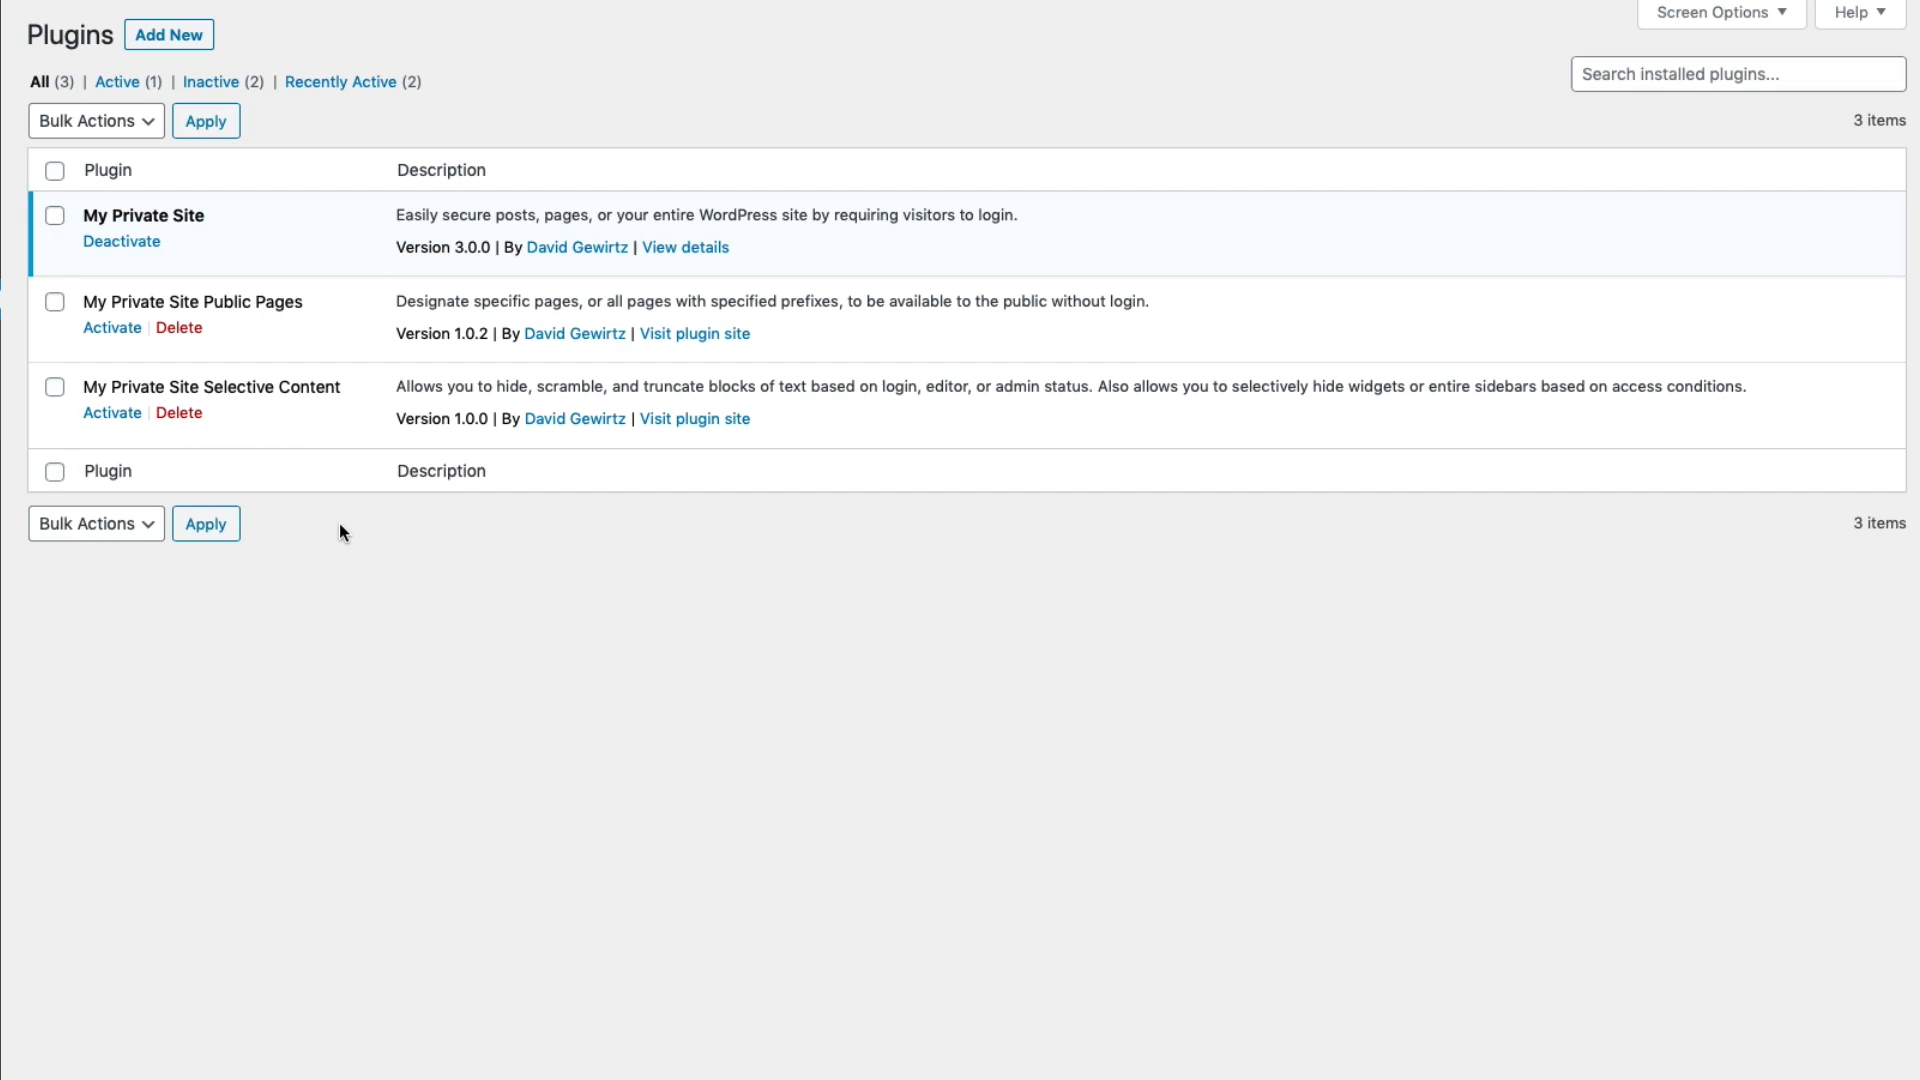 Screen Options ▼ Help ▼
Plugins Add New
All (3) | Active (1) | Inactive (2) | Recently Active (2)
Search installed plugins...
Bulk Actions Apply
3 items
Plugin Description
My Private Site Easily secure posts, pages, or your entire WordPress site by requiring visitors to login.
Deactivate Version 3.0.0 | By David Gewirtz | View details
My Private Site Public Pages Designate specific pages, or all pages with specified prefixes, to be available to the public without login.
Activate | Delete Version 1.0.2 | By David Gewirtz | Visit plugin site
My Private Site Selective Content Allows you to hide, scramble, and truncate blocks of text based on login, editor, or admin status. Also allows you to selectively hide widgets or entire sidebars based on access conditions.
Activate | Delete Version 1.0.0 | By David Gewirtz | Visit plugin site
Plugin Description
Bulk Actions Apply
3 items